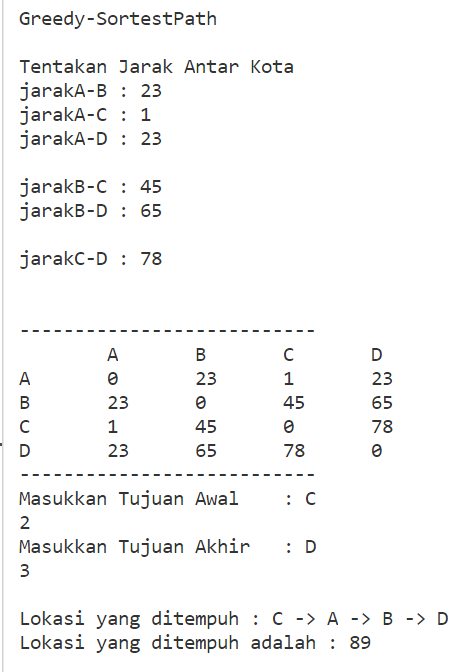 Greedy-SortestPath
Tentakan Jarak Antar Kota
jarakA-B : 23
jarakA-C : 1
jarakA-D : 23
jarakB-C : 45
jarakB-D : 65
jarakC-D : 78
---------------------------
A B C D
A 0 23 1 23
B 23 0 45 65
C 1 45 0 78
D 23 65 78 0
---------------------------
Masukkan Tujuan Awal : C
2
Masukkan Tujuan Akhir : D
3
Lokasi yang ditempuh : C -> A -> B -> D
Lokasi yang ditempuh adalah : 89